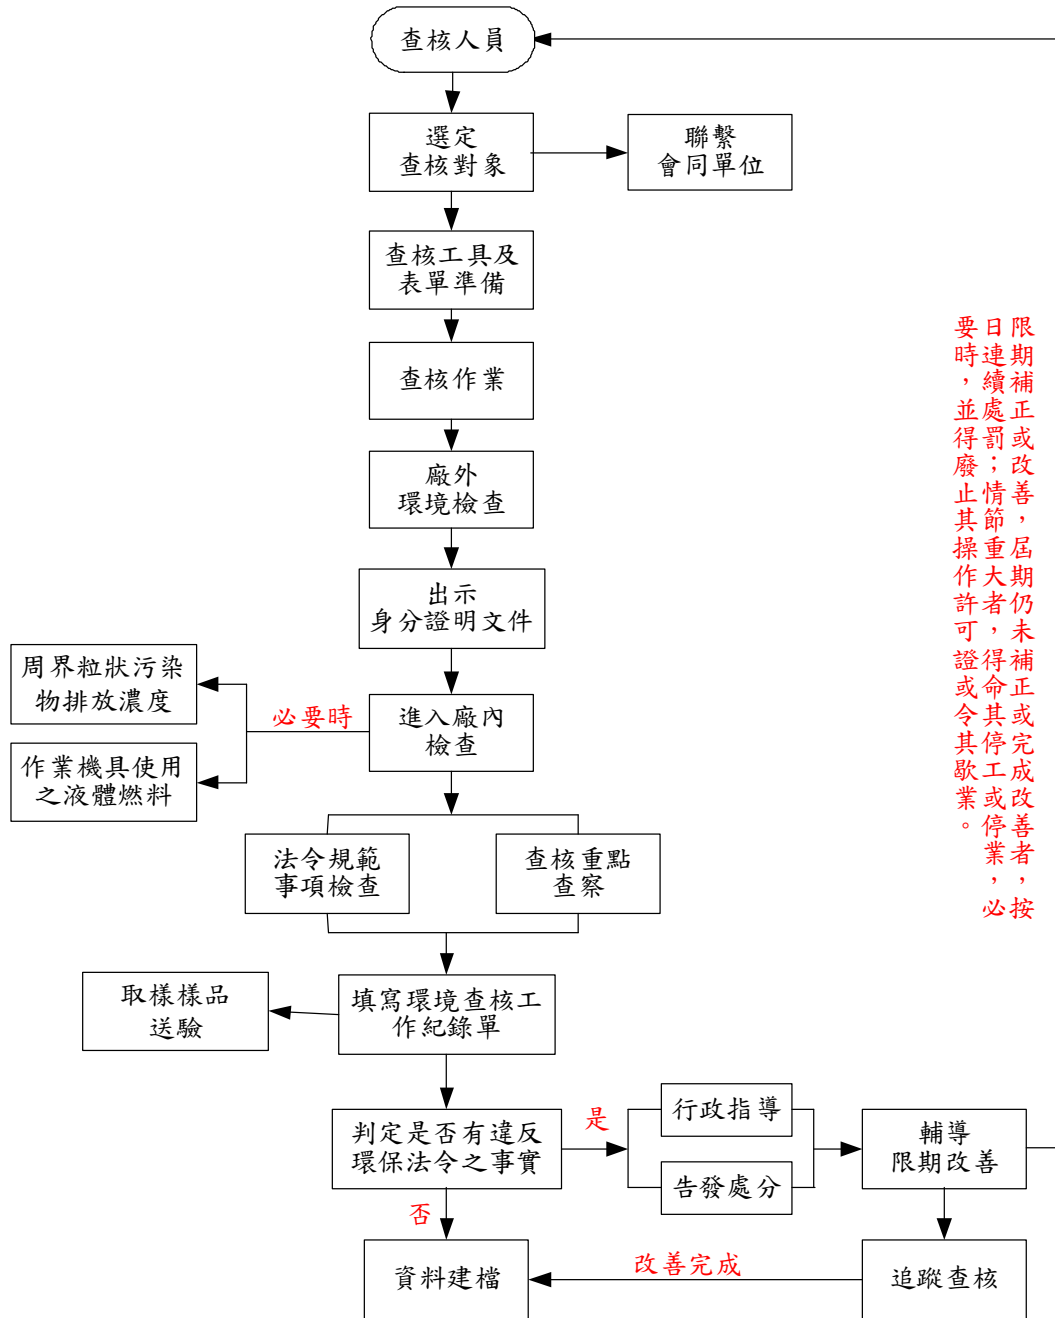 查核人員
選定
查核對象
聯繫
會同單位
查核工具及
表單準備
查核作業
廠外
環境檢查
出示
身分證明文件
周界粒狀污染
物排放濃度
必要時
進入廠內
檢查
作業機具使用
之液體燃料
法令規範
事項檢查
查核重點
查察
取樣樣品
送驗
填寫環境查核工
作紀錄單
判定是否有違反
環保法令之事實
是
行政指導
告發處分
輔導
限期改善
否
資料建檔
改善完成
追蹤查核
限期補正或改善，屆期仍未補正或完成改善者，按
日連續處罰；情節重大者，得命其停工或停業，必
要時，並得廢止其操作許可證或令其歇業。